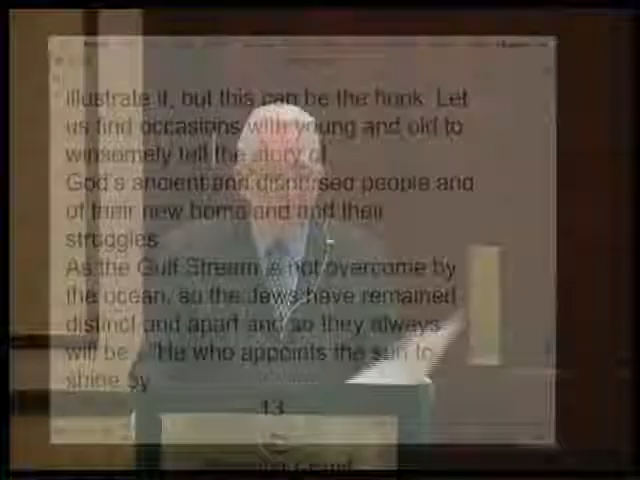 illustrate it, but this can be the hook. Let
us find occasions with young and old to
winsomely tell the story of
God's ancient and dispersed people and
of their new home and and their
struggles
As the Gulf Stream is not overcome by
the ocean, so the Jews have remained
distinct and apart and so they always
will be. "He who appoints the sun to
shine by
13